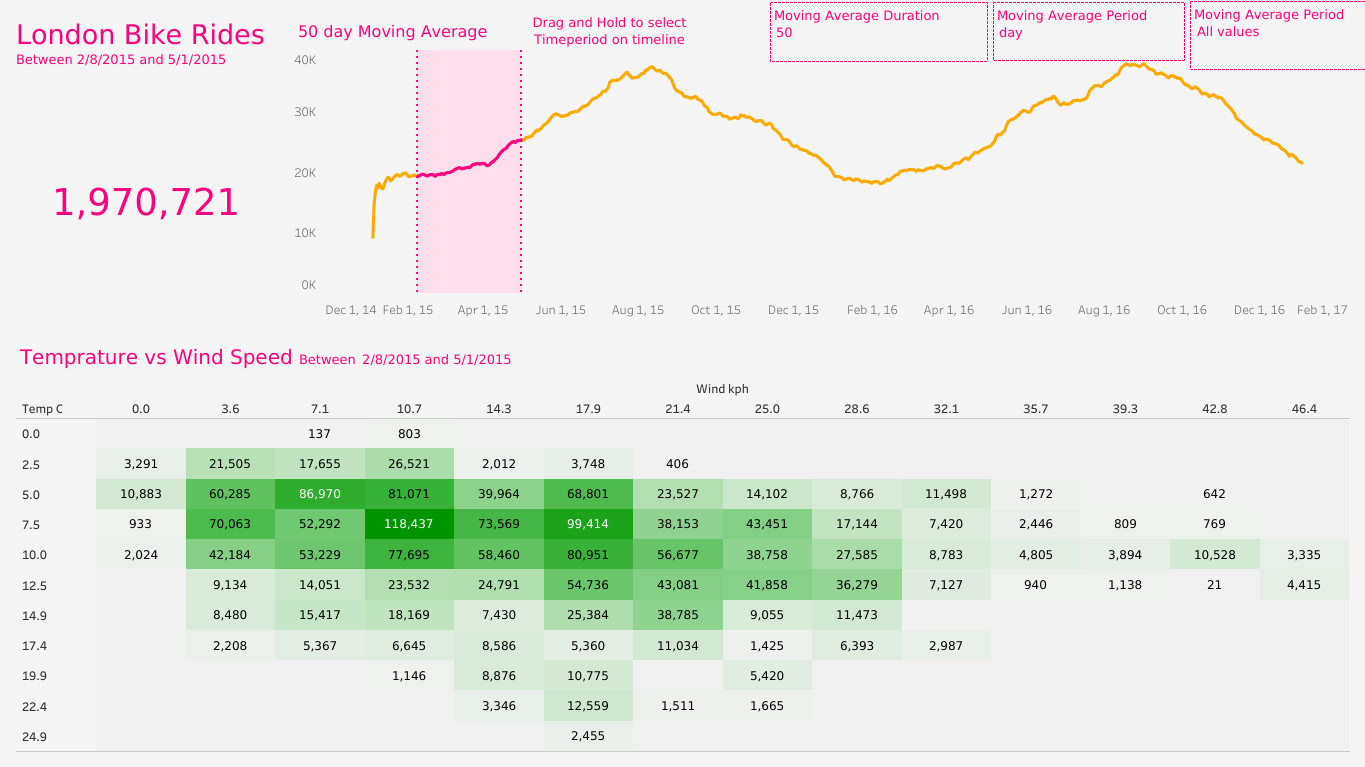 London Bike Rides
Between 2/8/2015 and 5/1/2015
1,970,721
50 day Moving Average
Drag and Hold to select
Timeperiod on timeline
Moving Average Duration
50
Moving Average Period
day
Moving Average Period
All values
40K
30K
20K
10K
0K
Dec 1, 14 Feb 1, 15 Apr 1, 15 Jun 1, 15 Aug 1, 15 Oct 1, 15 Dec 1, 15 Feb 1, 16 Apr 1, 16 Jun 1, 16 Aug 1, 16 Oct 1, 16 Dec 1, 16 Feb 1, 17
Temprature vs Wind Speed Between 2/8/2015 and 5/1/2015
Wind kph
Temp C 0.0 3.6 7.1 10.7 14.3 17.9 21.4 25.0 28.6 32.1 35.7 39.3 42.8 46.4
0.0 137 803
2.5 3,291 21,505 17,655 26,521 2,012 3,748 406
5.0 10,883 60,285 86,970 81,071 39,964 68,801 23,527 14,102 8,766 11,498 1,272 642
7.5 933 70,063 52,292 118,437 73,569 99,414 38,153 43,451 17,144 7,420 2,446 809 769
10.0 2,024 42,184 53,229 77,695 58,460 80,951 56,677 38,758 27,585 8,783 4,805 3,894 10,528 3,335
12.5 9,134 14,051 23,532 24,791 54,736 43,081 41,858 36,279 7,127 940 1,138 21 4,415
14.9 8,480 15,417 18,169 7,430 25,384 38,785 9,055 11,473
17.4 2,208 5,367 6,645 8,586 5,360 11,034 1,425 6,393 2,987
19.9 1,146 8,876 10,775 5,420
22.4 3,346 12,559 1,511 1,665
24.9 2,455